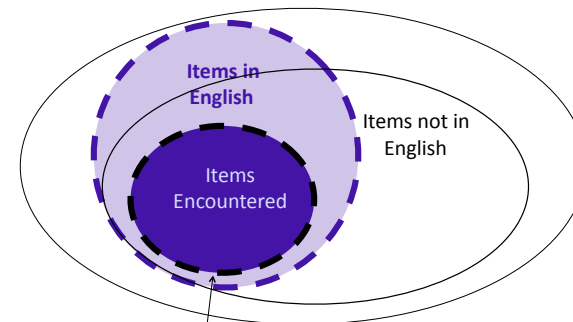 Items in
English
Items not in
English
Items
Encountered